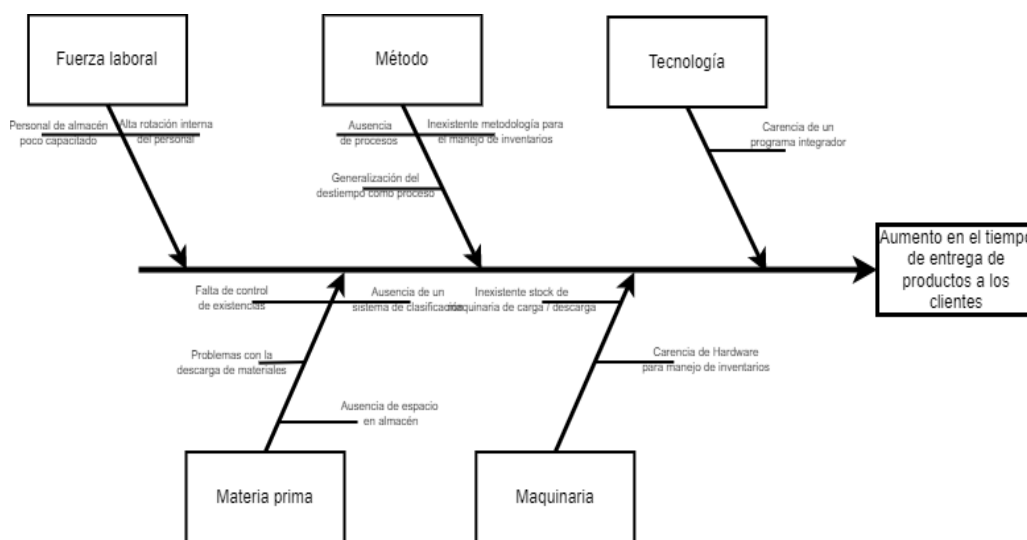 Fuerza laboral
Método
Tecnología
Personal de almacén
poco capacitado
Alta rotación interna
del personal
Ausencia
de procesos
Inexistente metodología para
el manejo de inventarios
Carencia de un
programa integrador
Generalización del
destiempo como proceso
Aumento en el tiempo
de entrega de
productos a los
clientes
Falta de control
de existencias
Ausencia de un
sistema de clasificación
Inexistente stock de
maquinaria de carga / descarga
Problemas con la
descarga de materiales
Carencia de Hardware
para manejo de inventarios
Ausencia de espacio
en almacén
Materia prima
Maquinaria